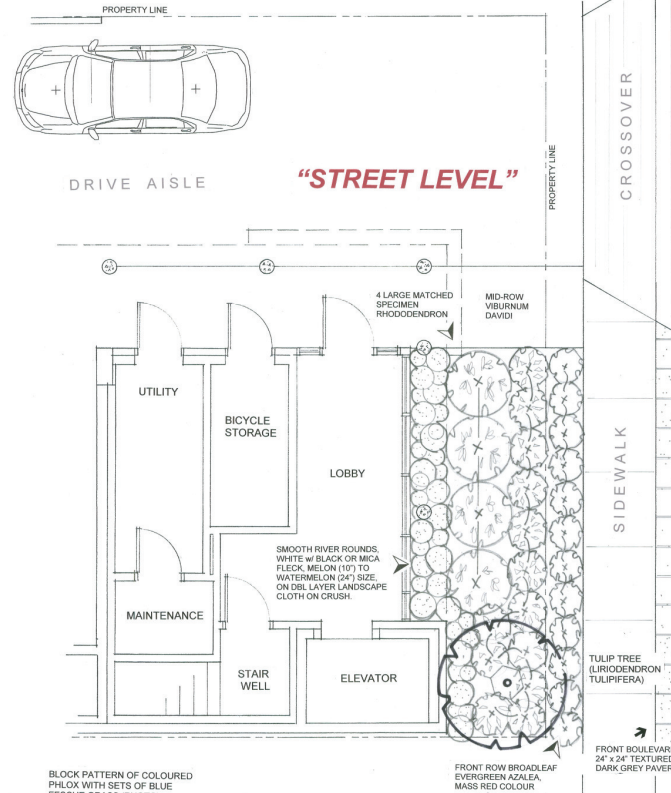 PROPERTY LINE
CROSSOVER
DRIVE AISLE
“STREET LEVEL”
PROPERTY LINE
4 LARGE MATCHED
SPECIMEN
RHODODENDRON
MID-ROW
VIBURNUM
DAVIDI
UTILITY
BICYCLE
STORAGE
LOBBY
SIDEWALK
SMOOTH RIVER ROUNDS,
WHITE w/ BLACK OR MICA
FLECK, MELON (10") TO
WATERMELON (24") SIZE,
ON DBL LAYER LANDSCAPE
CLOTH ON CRUSH.
MAINTENANCE
STAIR
WELL
ELEVATOR
TULIP TREE
(LIRIODENDRON
TULIPIFERA)
FRONT BOULEVAR
24" x 24" TEXTURED
DARK GREY PAVER
FRONT ROW BROADLEAF
EVERGREEN AZALEA,
MASS RED COLOUR
BLOCK PATTERN OF COLOURED
PHLOX WITH SETS OF BLUE